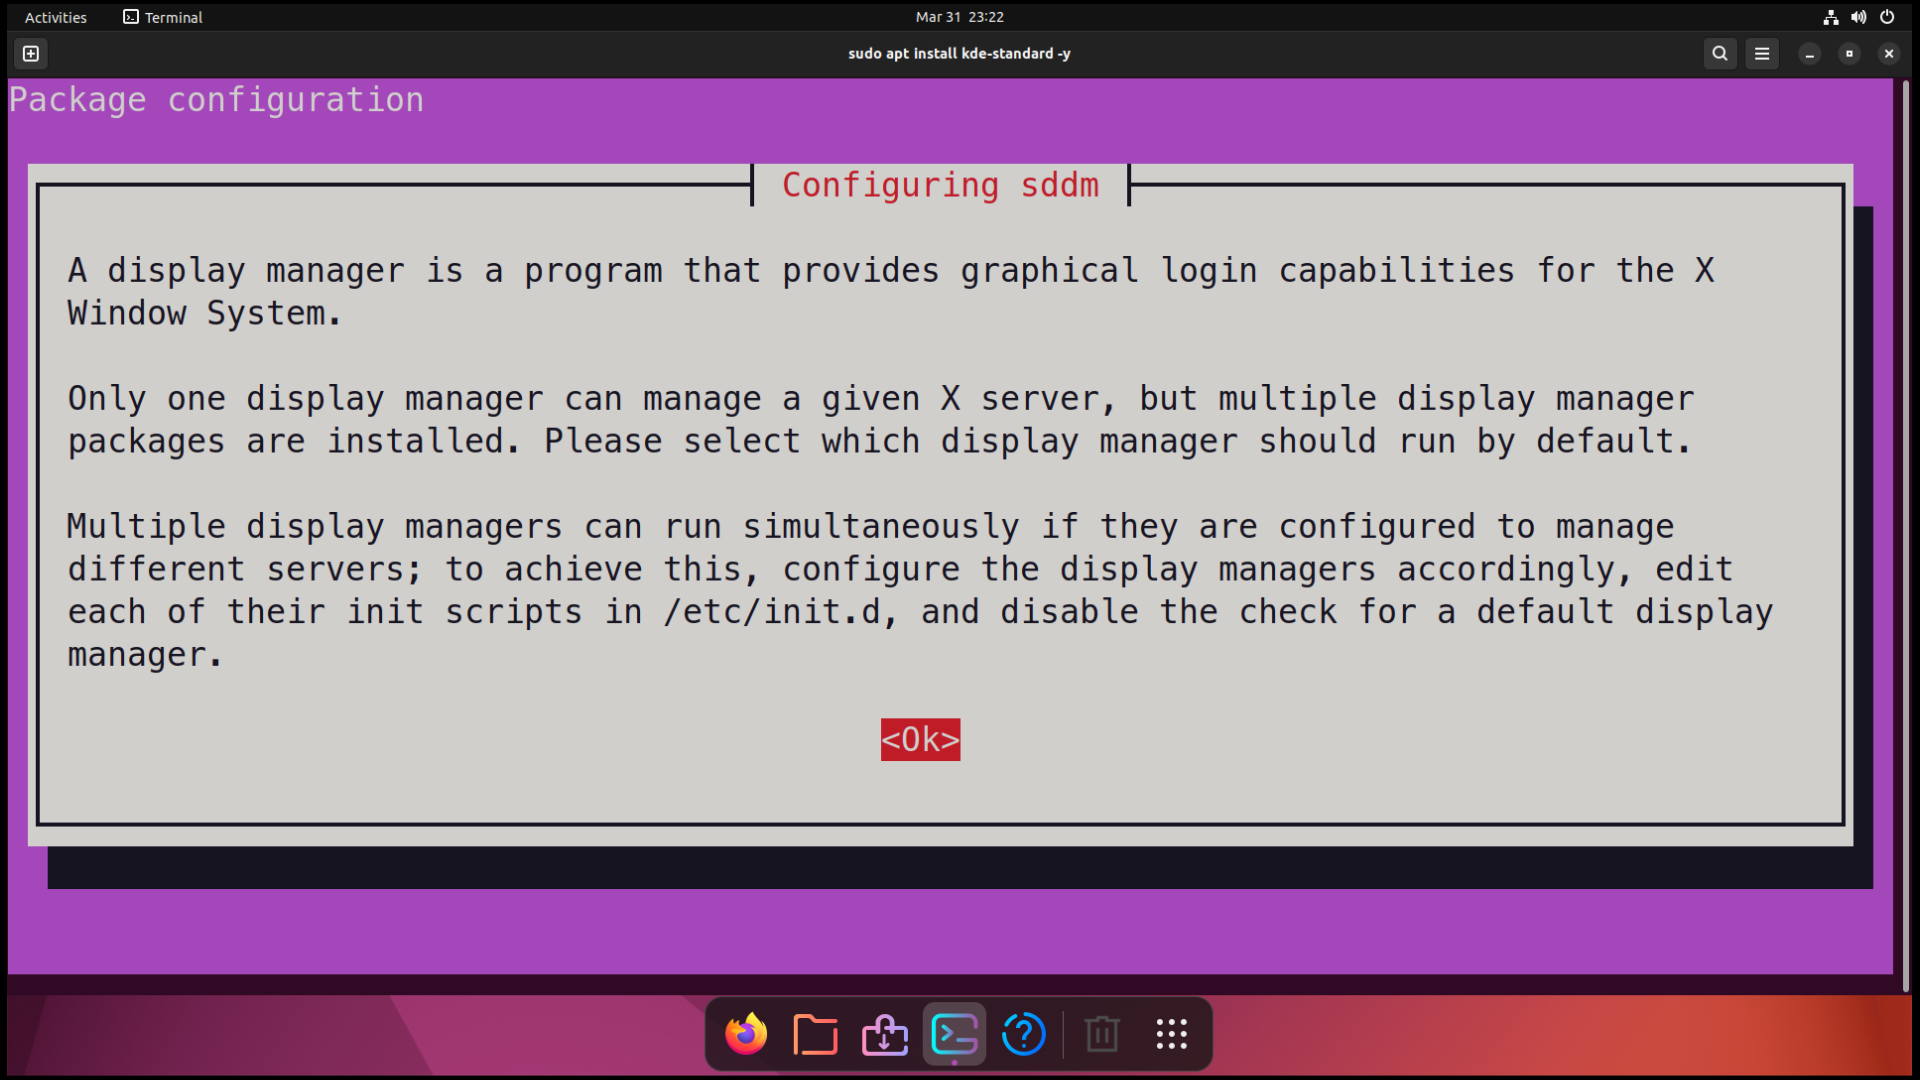 Activities Terminal Mar 31 23:22
sudo apt install kde-standard -y
Package configuration
Configuring sddm
A display manager is a program that provides graphical login capabilities for the X
Window System.
Only one display manager can manage a given X server, but multiple display manager
packages are installed. Please select which display manager should run by default.
Multiple display managers can run simultaneously if they are configured to manage
different servers; to achieve this, configure the display managers accordingly, edit
each of their init scripts in /etc/init.d, and disable the check for a default display
manager.
<Ok>